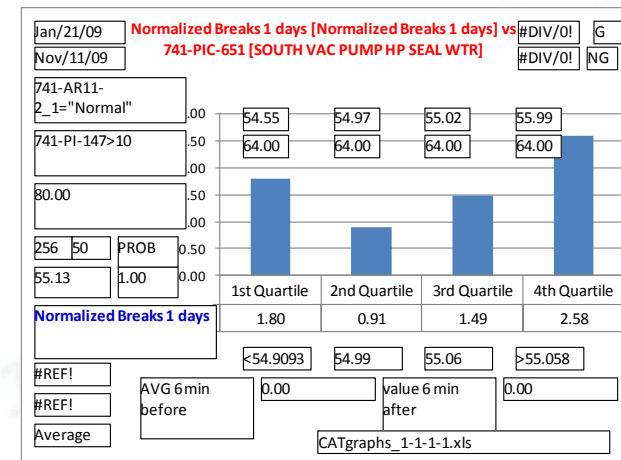 Jan/21/09
Normalized Breaks 1 days [Normalized Breaks 1 days] vs
#DIV/0!
G
Nov/11/09
741-PIC-651 [SOUTH VAC PUMP HP SEAL WTR]
#DIV/0!
NG
741-AR11-
2_1="Normal"
.00
54.55
54.97
55.02
55.99
741-PI-147>10
.50
64.00
64.00
64.00
64.00
.00
80.00
.50
.00
256
50
PROB
0.50
55.13
1.00
0.00
1st Quartile
2nd Quartile
3rd Quartile
4th Quartile
Normalized Breaks 1 days
1.80
0.91
1.49
2.58
<54.9093
54.99
55.06
>55.058
#REF!
AVG 6min
before
0.00
value 6 min
after
0.00
#REF!
Average
CATgraphs_1-1-1-1.xls